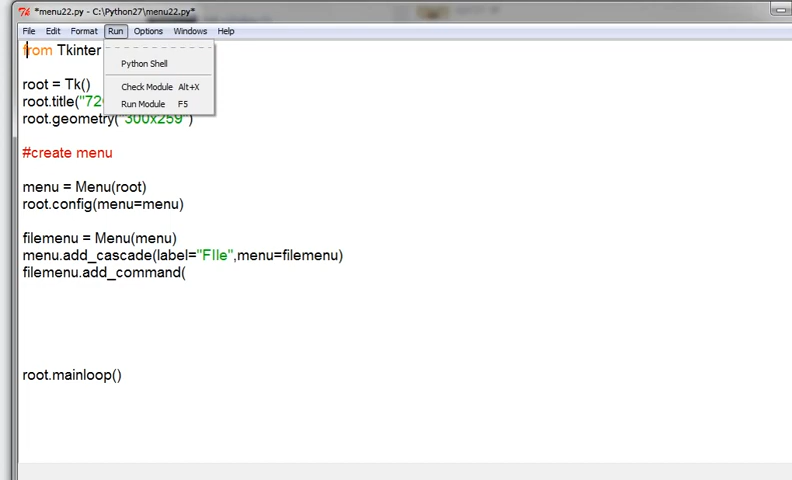 *menu22.py - C:\Python27\menu22.py*
File Edit Format Run Options Windows Help
from Tkinter
Python Shell
root = Tk()
Check Module Alt+X
root.title("72
Run Module F5
root.geometry("300x259")
#create menu
menu = Menu(root)
root.config(menu=menu)
filemenu = Menu(menu)
menu.add_cascade(label="FIle",menu=filemenu)
filemenu.add_command(
root.mainloop()